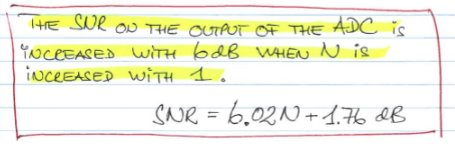 THE SNR ON THE OUTPUT OF THE ADC is
iNCREASED WITH 6dB WHEN N is
iNCREASED WiTH 1.
SNR = 6.02N + 1.76 dB